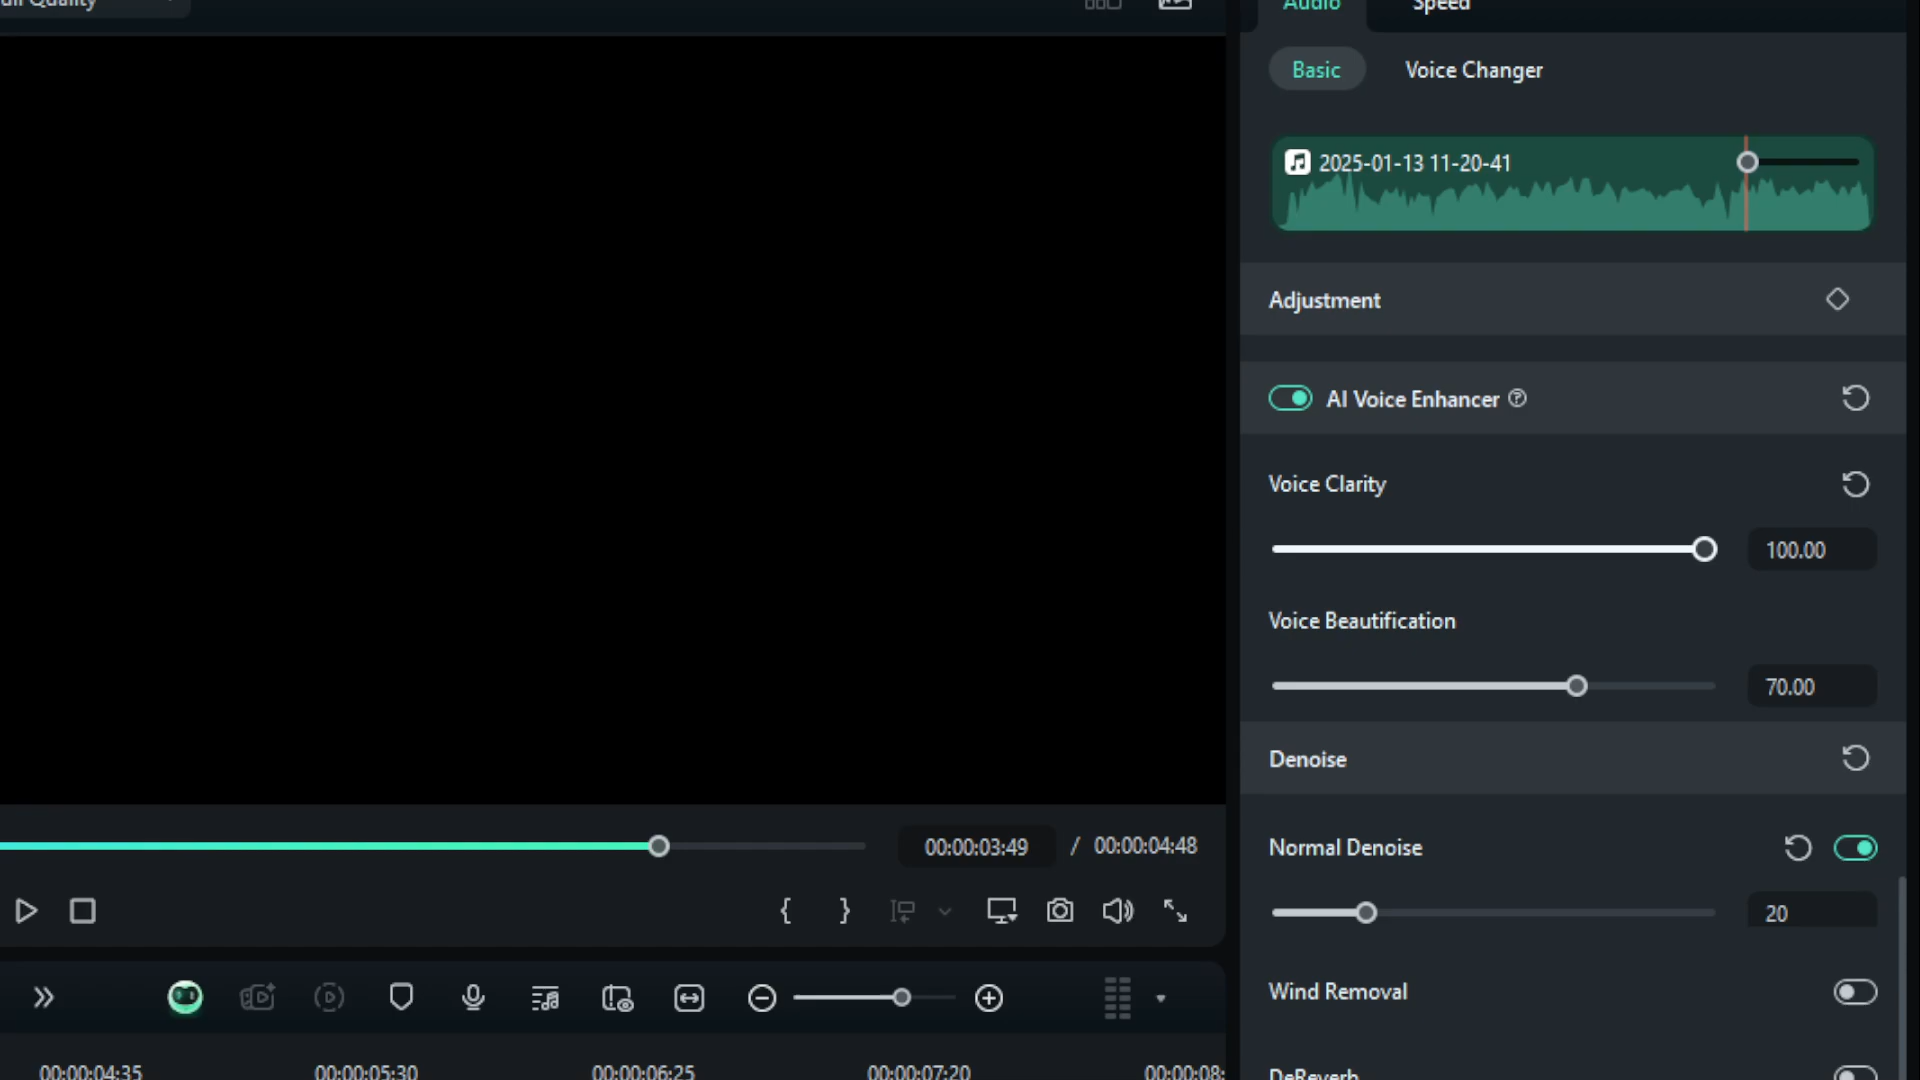 Quality
Audio
Speed
Basic
Voice Changer
2025-01-13 11-20-41
Adjustment
AI Voice Enhancer
Voice Clarity
100.00
Voice Beautification
70.00
Denoise
00:00:03:49 / 00:00:04:48
Normal Denoise
20
Wind Removal
00:00:04:35
00:00:05:30
00:00:06:25
00:00:07:20
00:00:08:
DeReverb